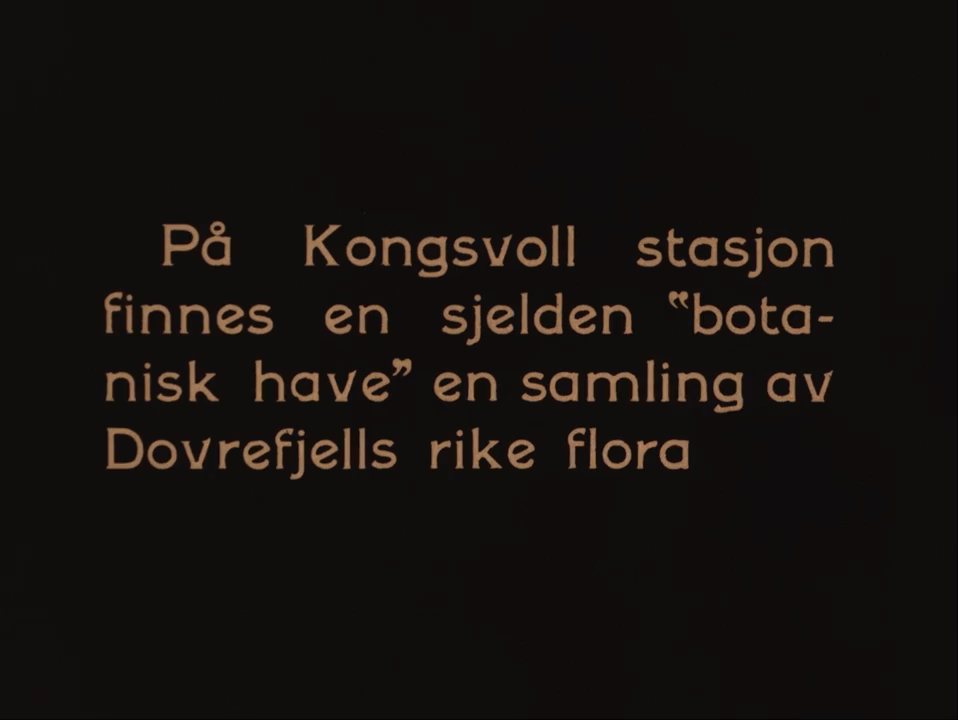 På Kongsvoll stasjon
finnes en sjelden "bota-
nisk have" en samling av
Dovrefjells rike flora